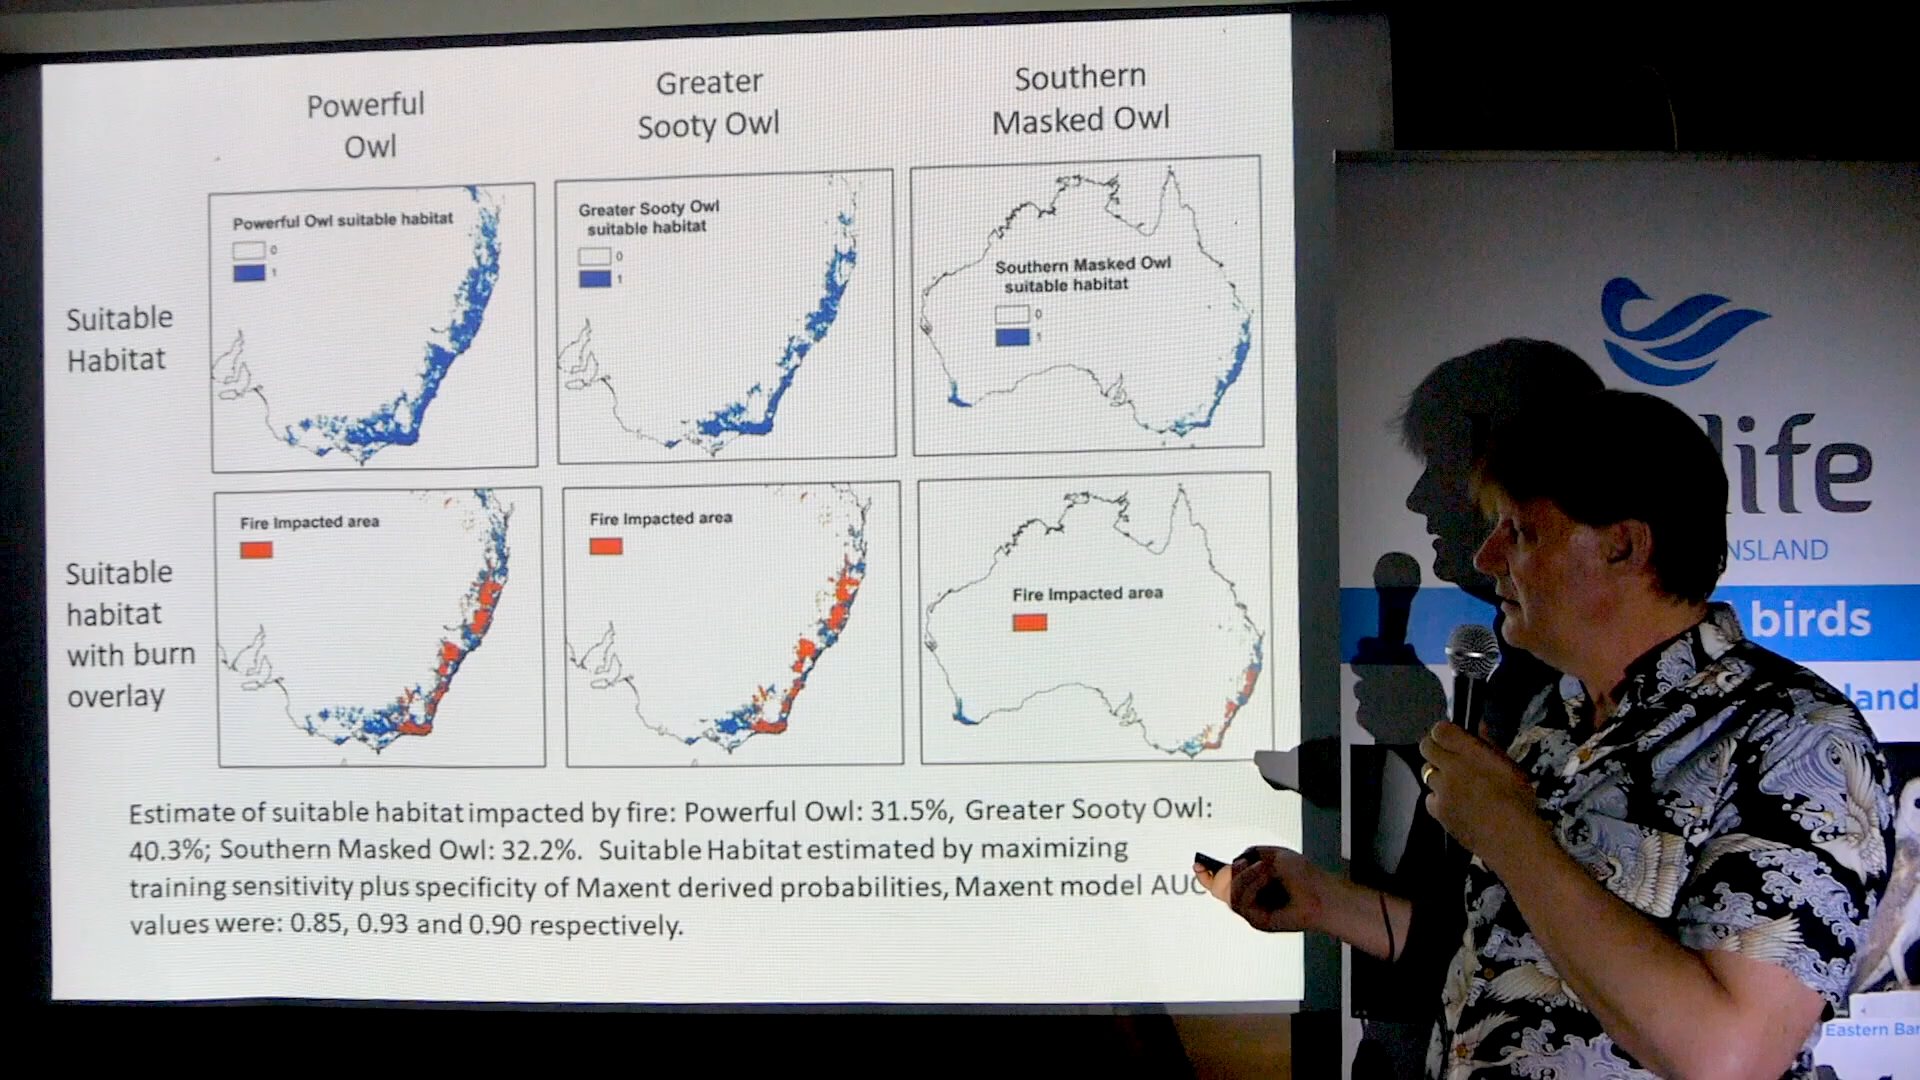 Powerful
Owl
Greater
Sooty Owl
Southern
Masked Owl
Suitable
Habitat
Powerful Owl suitable habitat
0
1
Greater Sooty Owl
suitable habitat
0
1
Southern Masked Owl
suitable habitat
0
1
Suitable
habitat
with burn
overlay
Fire Impacted area
Fire Impacted area
Fire Impacted area
Estimate of suitable habitat impacted by fire: Powerful Owl: 31.5%, Greater Sooty Owl:
40.3%; Southern Masked Owl: 32.2%. Suitable Habitat estimated by maximizing
training sensitivity plus specificity of Maxent derived probabilities, Maxent model AUC
values were: 0.85, 0.93 and 0.90 respectively.
life
NSLAND
birds
land
Eastern Bar